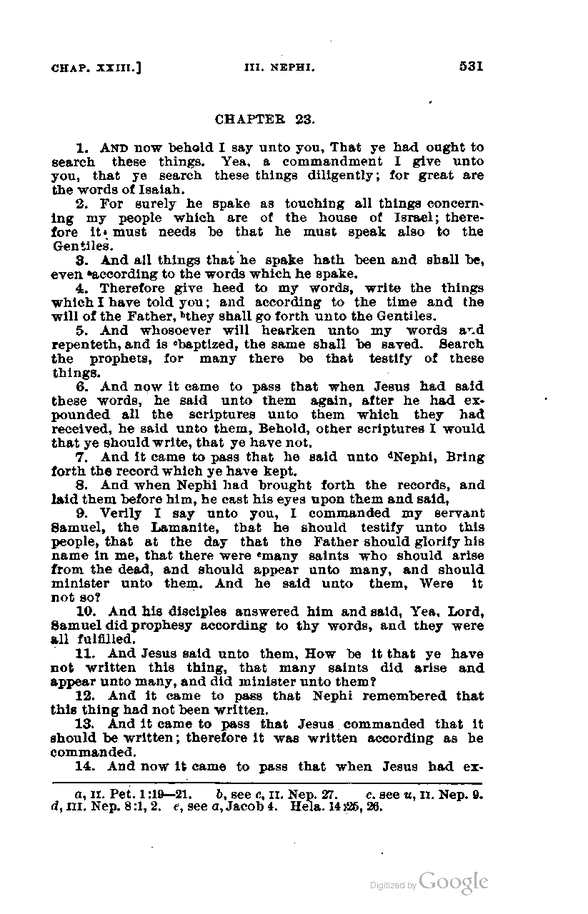 CHAP. XXIII.] III. NEPHI. 531
CHAPTER 23.
1. AND now behold I say unto you, That ye had ought to
search these things. Yea, a commandment I give unto
you, that ye search these things diligently; for great are
the words of Isaiah.
2. For surely he spake as touching all things concern-
ing my people which are of the house of Israel; there-
fore it must needs be that he must speak also to the
Gentiles.
3. And all things that he spake hath been and shall be,
even ᵃaccording to the words which he spake.
4. Therefore give heed to my words, write the things
which I have told you; and according to the time and the
will of the Father, ᵇthey shall go forth unto the Gentiles.
5. And whosoever will hearken unto my words and
repenteth, and is ᶜbaptized, the same shall be saved. Search
the prophets, for many there be that testify of these
things.
6. And now it came to pass that when Jesus had said
these words, he said unto them again, after he had ex-
pounded all the scriptures unto them which they had
received, he said unto them, Behold, other scriptures I would
that ye should write, that ye have not.
7. And it came to pass that he said unto ᵈNephi, Bring
forth the record which ye have kept.
8. And when Nephi had brought forth the records, and
laid them before him, he cast his eyes upon them and said,
9. Verily I say unto you, I commanded my servant
Samuel, the Lamanite, that he should testify unto this
people, that at the day that the Father should glorify his
name in me, that there were ᵉmany saints who should arise
from the dead, and should appear unto many, and should
minister unto them. And he said unto them, Were it
not so?
10. And his disciples answered him and said, Yea, Lord,
Samuel did prophesy according to thy words, and they were
all fulfilled.
11. And Jesus said unto them, How be it that ye have
not written this thing, that many saints did arise and
appear unto many, and did minister unto them?
12. And it came to pass that Nephi remembered that
this thing had not been written.
13. And it came to pass that Jesus commanded that it
should be written; therefore it was written according as he
commanded.
14. And now it came to pass that when Jesus had ex-
a, II. Pet. 1:19—21. b, see c, II. Nep. 27. c. see u, II. Nep. 9.
d, III. Nep. 8:1, 2. e, see a, Jacob 4. Hela. 14:25, 26.
Digitized by Google